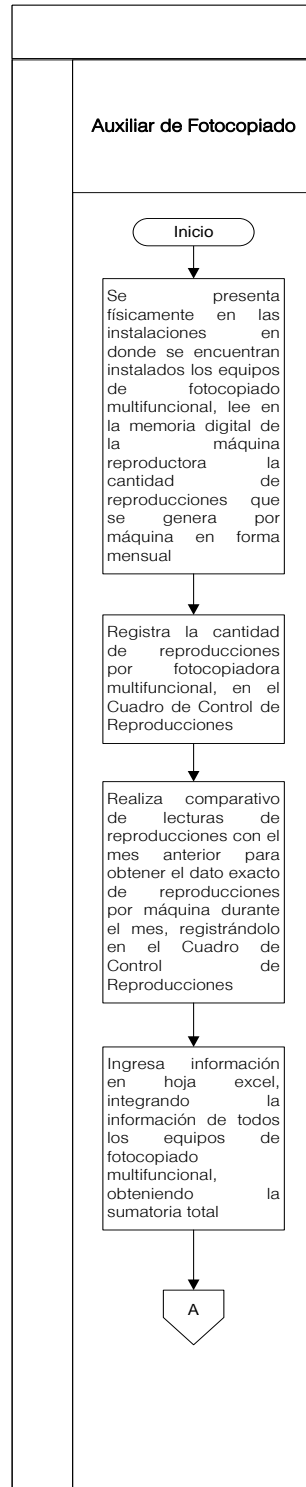 Auxiliar de Fotocopiado
Inicio
Se presenta
físicamente en las
instalaciones en
donde se encuentran
instalados los equipos
de fotocopiado
multifuncional, lee en
la memoria digital de
la máquina
reproductora la
cantidad de
reproducciones que
se genera por
máquina en forma
mensual
Registra la cantidad
de reproducciones
por fotocopiadora
multifuncional, en el
Cuadro de Control de
Reproducciones
Realiza comparativo
de lecturas de
reproducciones con el
mes anterior para
obtener el dato exacto
de reproducciones
por máquina durante
el mes, registrándolo
en el Cuadro de
Control de
Reproducciones
Ingresa información
en hoja excel,
integrando la
información de todos
los equipos de
fotocopiado
multifuncional,
obteniendo la
sumatoria total
A